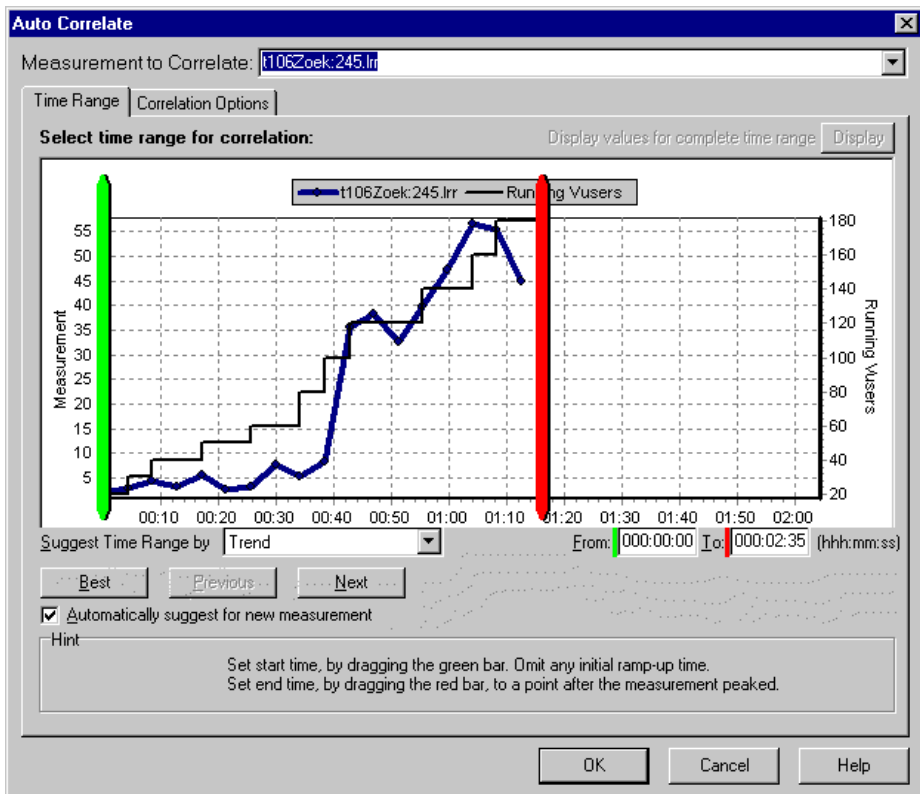 Auto Correlate
Measurement to Correlate: t106Zoek:245.lrr
Time Range Correlation Options
Select time range for correlation: Display values for complete time range Display
t106Zoek:245.lrr Running Vusers
55
50
45
40
35
30
25
20
15
10
5
Measurement
180
160
140
120
100
80
60
40
20
Running Vusers
00:10 00:20 00:30 00:40 00:50 01:00 01:10 01:20 01:30 01:40 01:50 02:00
Suggest Time Range by Trend From: 000:00:00 To: 000:02:35 (hhh:mm:ss)
Best Previous Next
Automatically suggest for new measurement
Hint
Set start time, by dragging the green bar. Omit any initial ramp-up time.
Set end time, by dragging the red bar, to a point after the measurement peaked.
OK Cancel Help